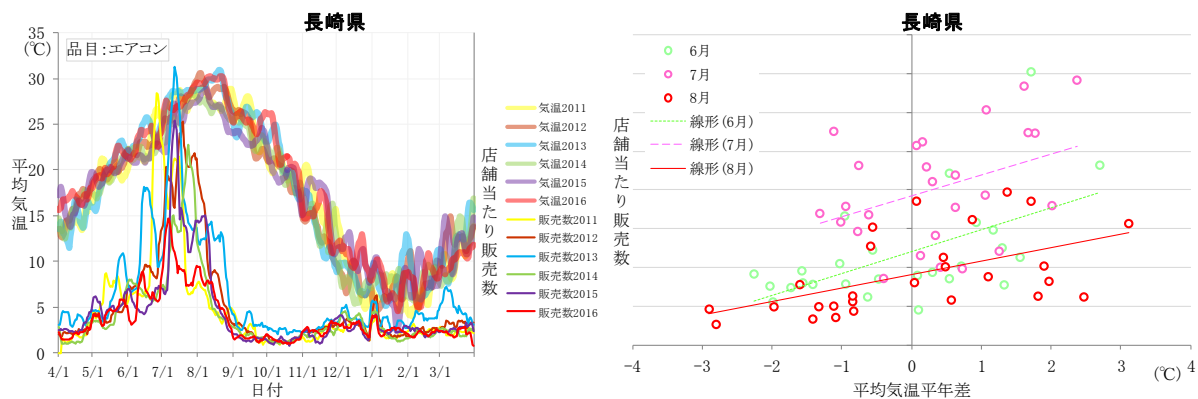 長崎県
35
(℃)
品目：エアコン
30
25
20
15
10
5
0
平均気温
4/1 5/1 6/1 7/1 8/1 9/1 10/1 11/1 12/1 1/1 2/1 3/1
日付
店舗当たり販売数
気温2011
気温2012
気温2013
気温2014
気温2015
気温2016
販売数2011
販売数2012
販売数2013
販売数2014
販売数2015
販売数2016
長崎県
6月
7月
8月
線形 (6月)
線形 (7月)
線形 (8月)
店舗当たり販売数
−4 −3 −2 −1 0 1 2 3 4
(℃)
平均気温平年差